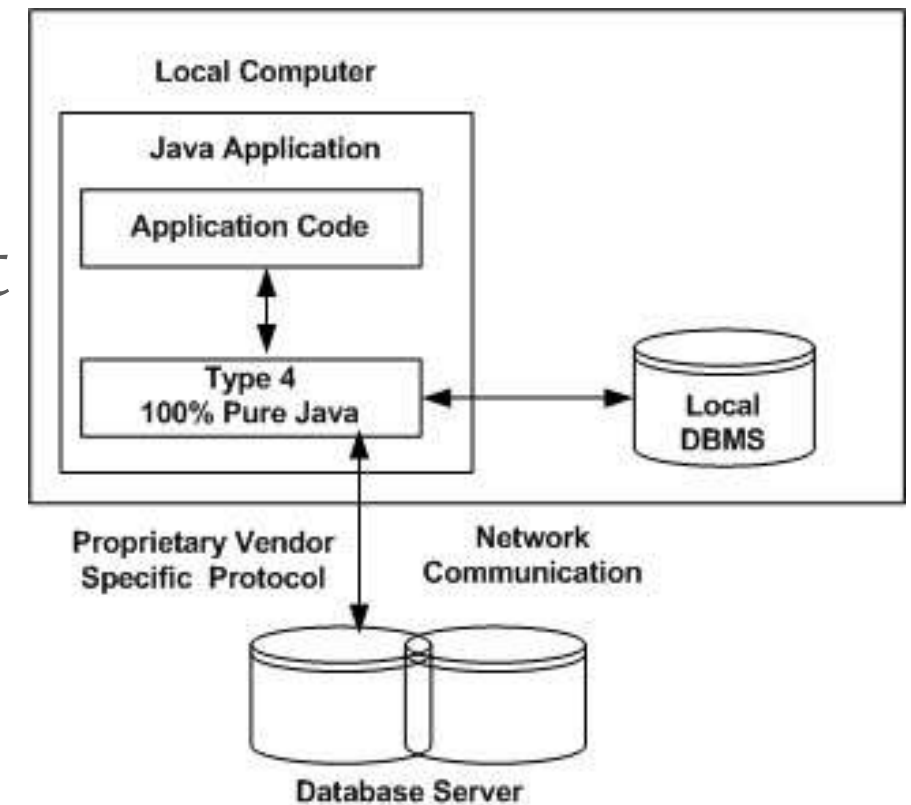 Local Computer
Java Application
Application Code
t
Type 4
100% Pure Java
Local
DBMS
Proprietary Vendor
Specific Protocol
Network
Communication
Database Server